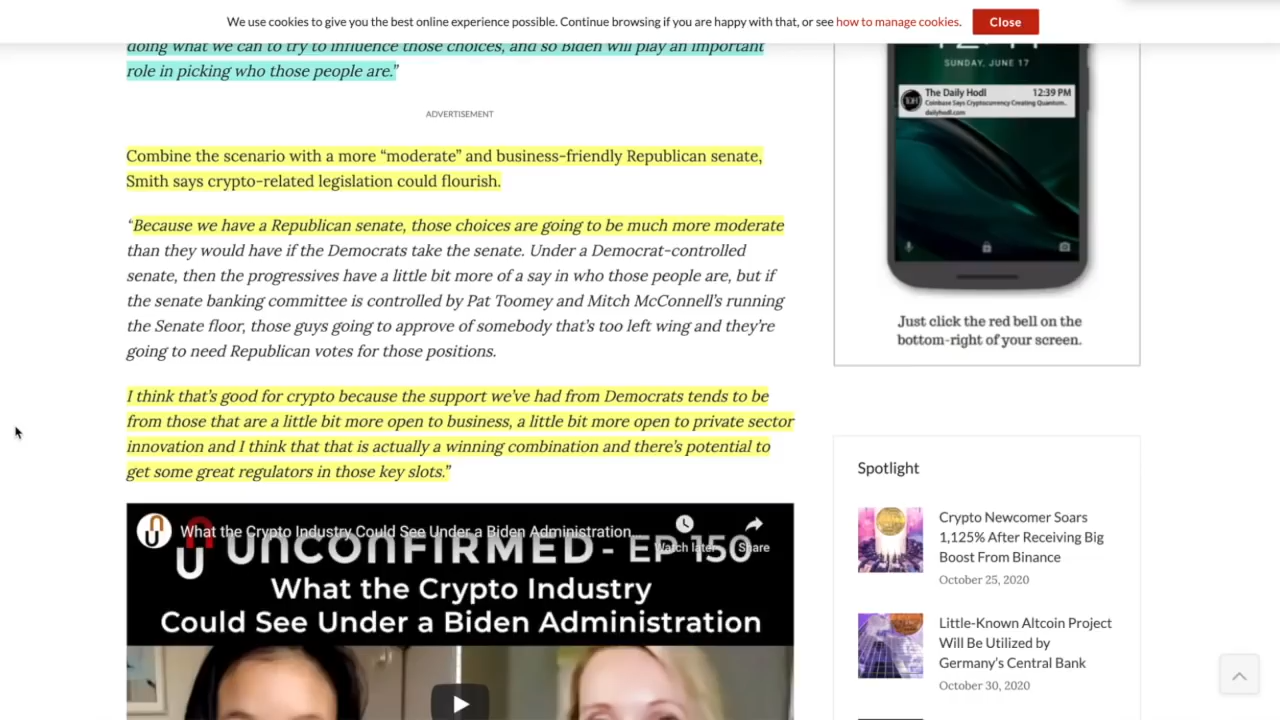 We use cookies to give you the best online experience possible. Continue browsing if you are happy with that, or see how to manage cookies.
Close
doing what we can to try to influence those choices, and so Biden will play an important
role in picking who those people are.”
ADVERTISEMENT
Combine the scenario with a more “moderate” and business-friendly Republican senate,
Smith says crypto-related legislation could flourish.
“Because we have a Republican senate, those choices are going to be much more moderate
than they would have if the Democrats take the senate. Under a Democrat-controlled
senate, then the progressives have a little bit more of a say in who those people are, but if
the senate banking committee is controlled by Pat Toomey and Mitch McConnell’s running
the Senate floor, those guys going to approve of somebody that’s too left wing and they’re
going to need Republican votes for those positions.
I think that’s good for crypto because the support we’ve had from Democrats tends to be
from those that are a little bit more open to business, a little bit more open to private sector
innovation and I think that that is actually a winning combination and there’s potential to
get some great regulators in those key slots.”
What the Crypto Industry Could See Under a Biden Administration...
Watch later
Share
UNCONFIRMED - EP 150
What the Crypto Industry
Could See Under a Biden Administration
SUNDAY, JUNE 17
The Daily Hodl 12:39 PM
Coinbase Says Cryptocurrency Creating Quantum..
dailyhodl.com
Just click the red bell on the
bottom-right of your screen.
Spotlight
Crypto Newcomer Soars
1,125% After Receiving Big
Boost From Binance
October 25, 2020
Little-Known Altcoin Project
Will Be Utilized by
Germany’s Central Bank
October 30, 2020